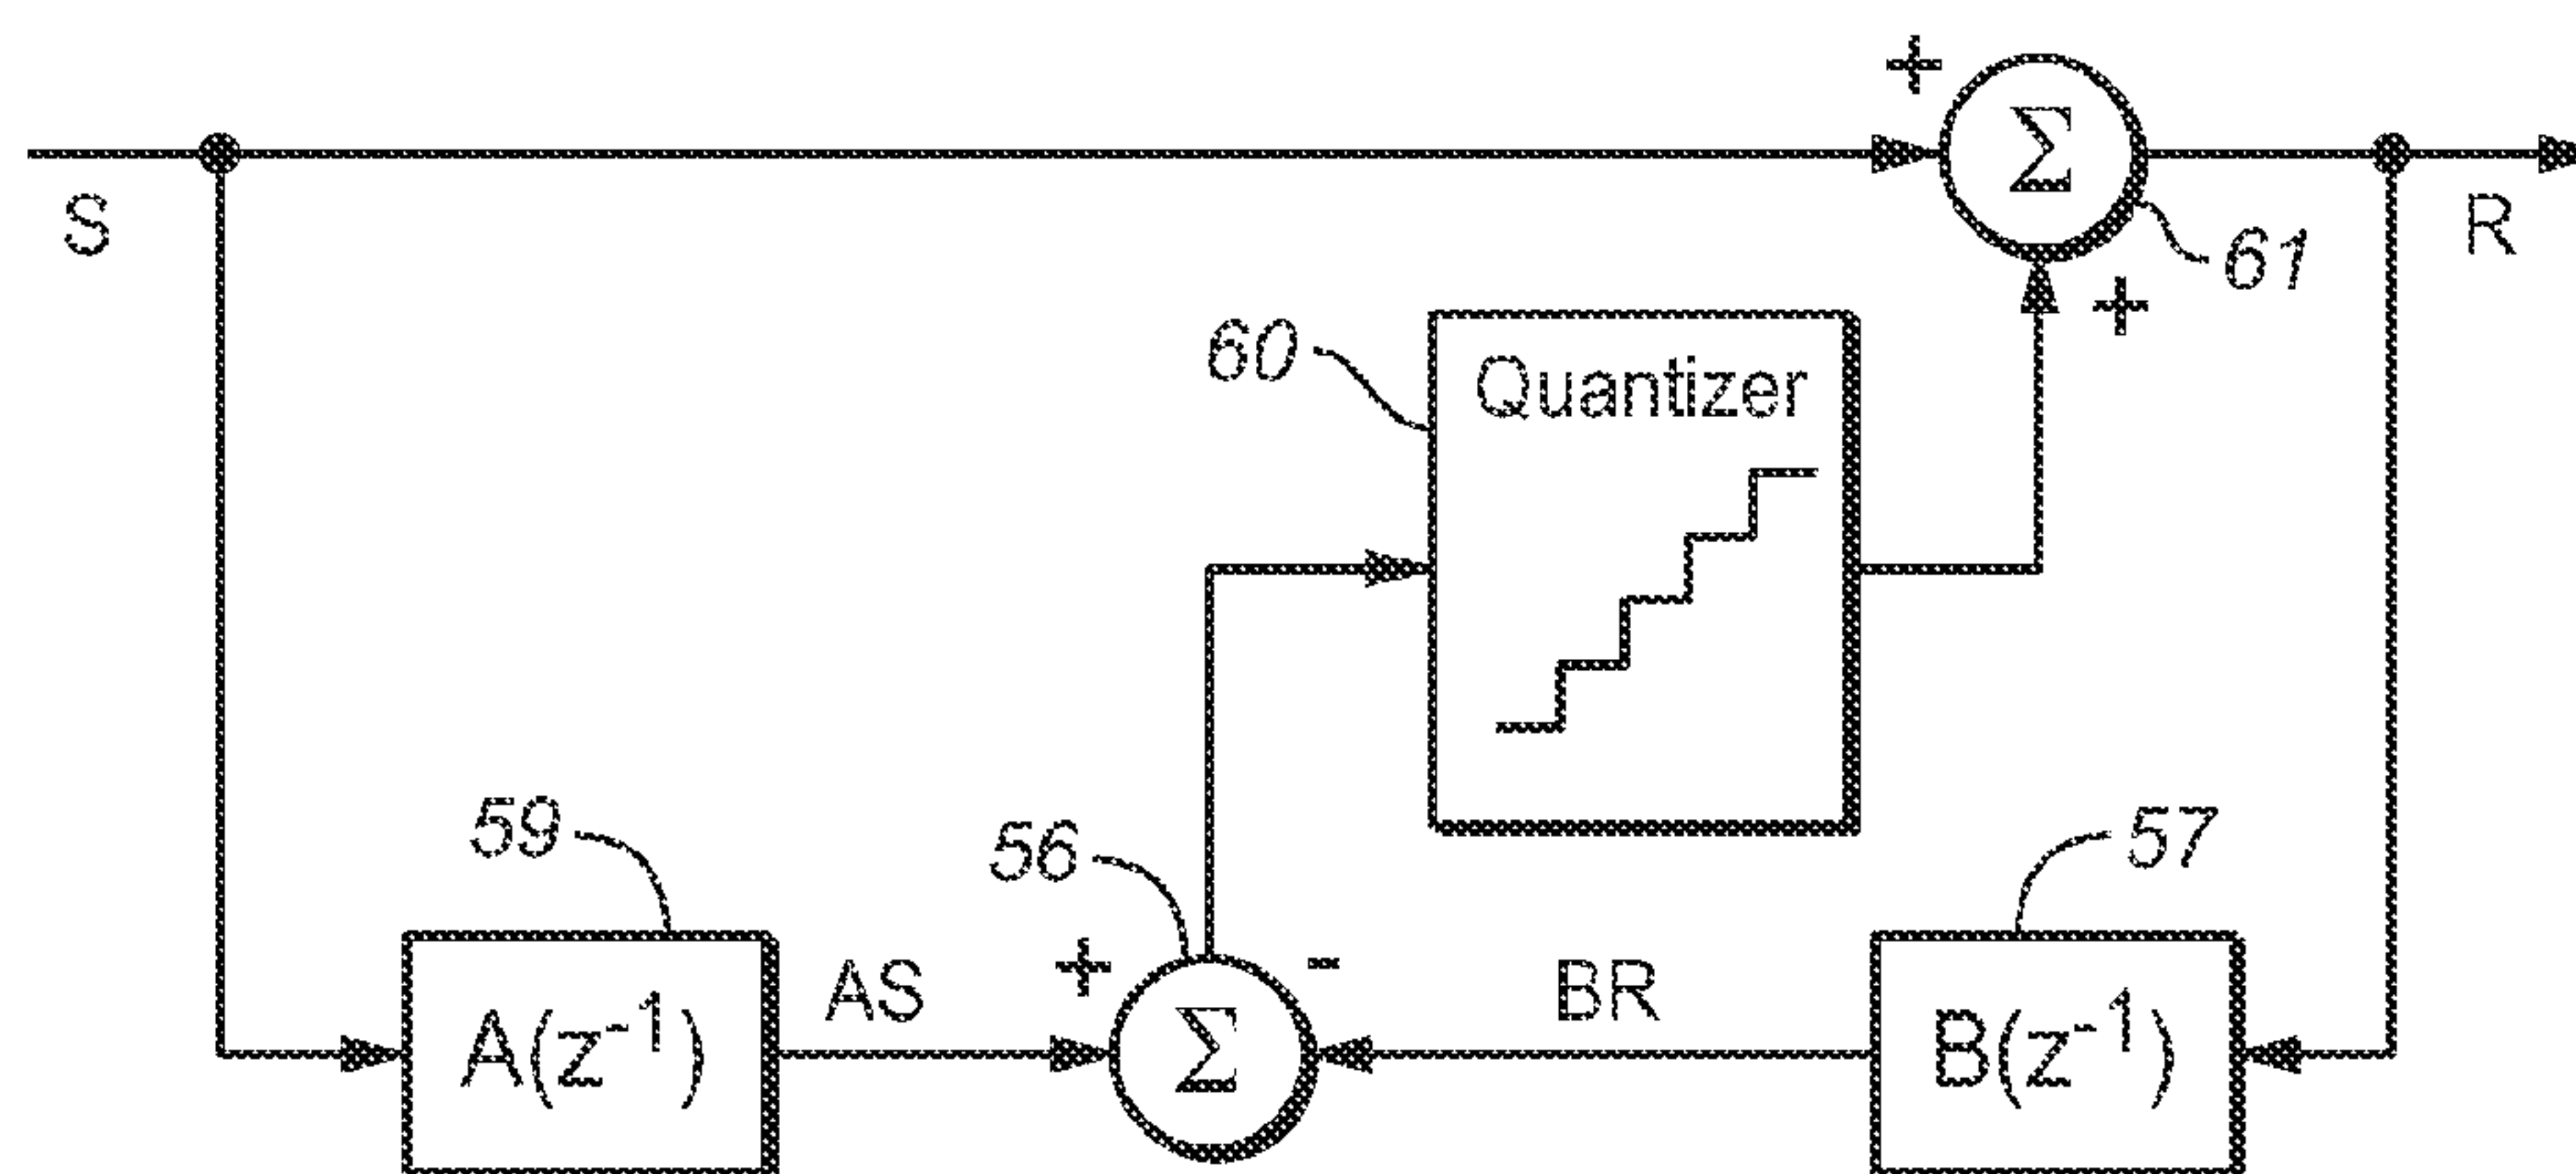 +
Σ
S
61
R
+
60
Quantizer
59
56
57
+
-
AS
BR
A(z⁻¹)
Σ
B(z⁻¹)